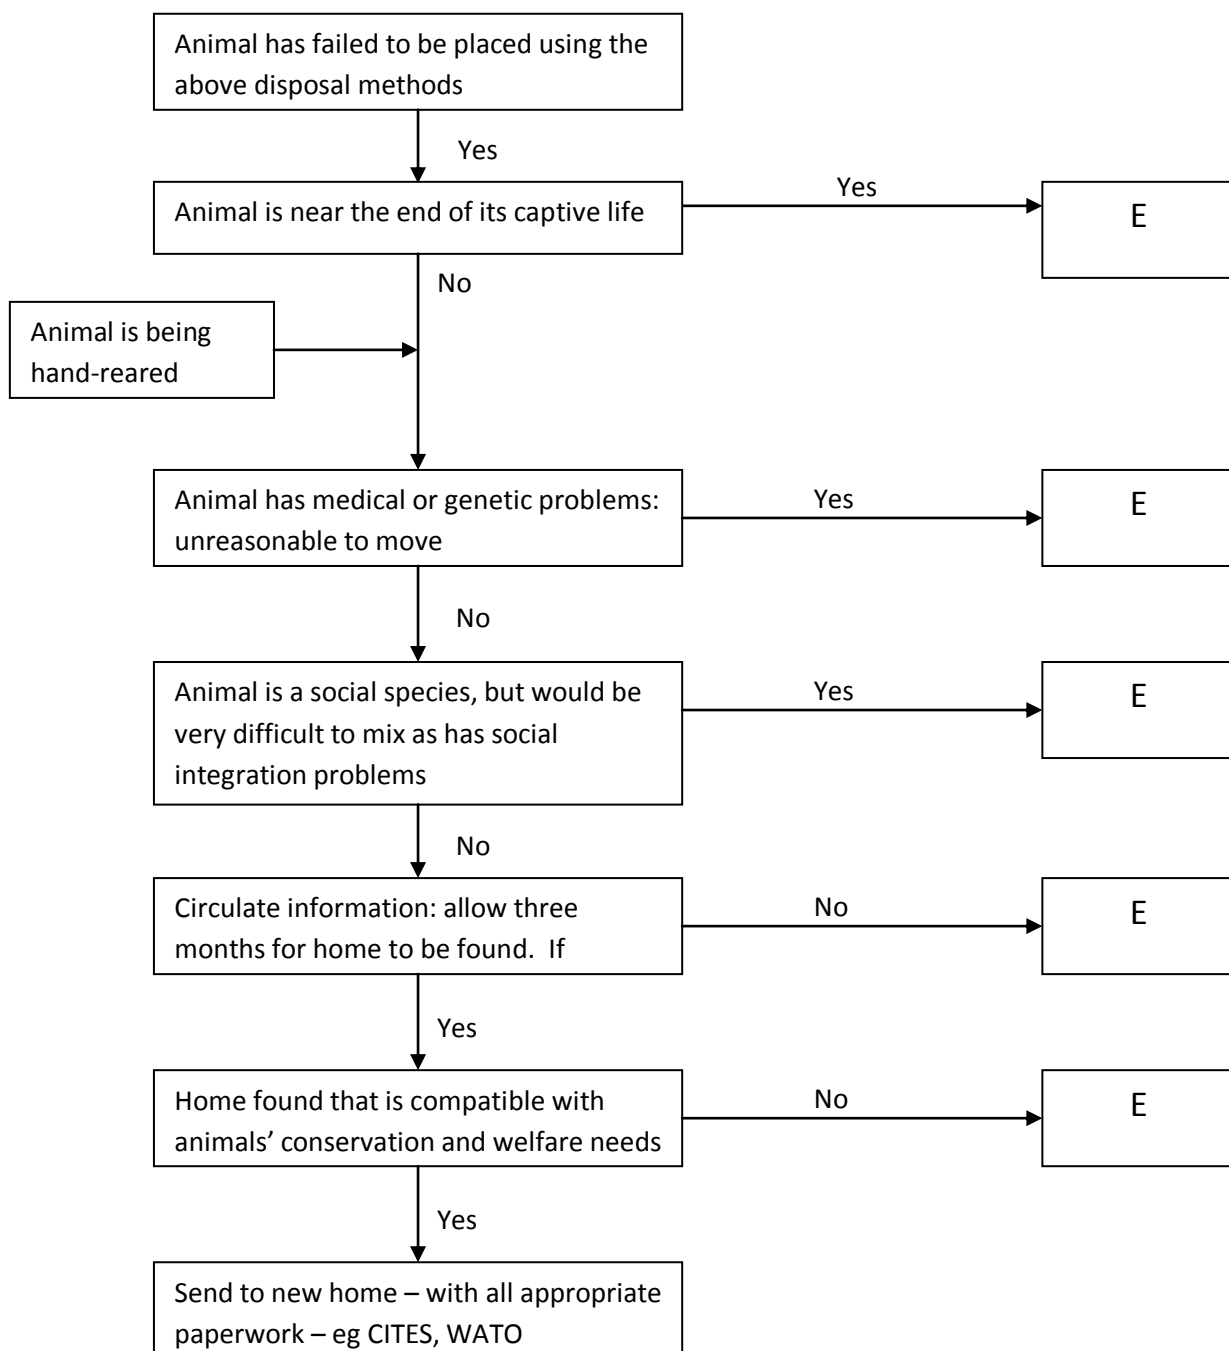 Animal has failed to be placed using the
above disposal methods
Yes
Animal is near the end of its captive life
Yes
E
No
Animal is being
hand-reared
Animal has medical or genetic problems:
unreasonable to move
Yes
E
No
Animal is a social species, but would be
very difficult to mix as has social
integration problems
Yes
E
No
Circulate information: allow three
months for home to be found.  If
No
E
Yes
Home found that is compatible with
animals’ conservation and welfare needs
No
E
Yes
Send to new home – with all appropriate
paperwork – eg CITES, WATO